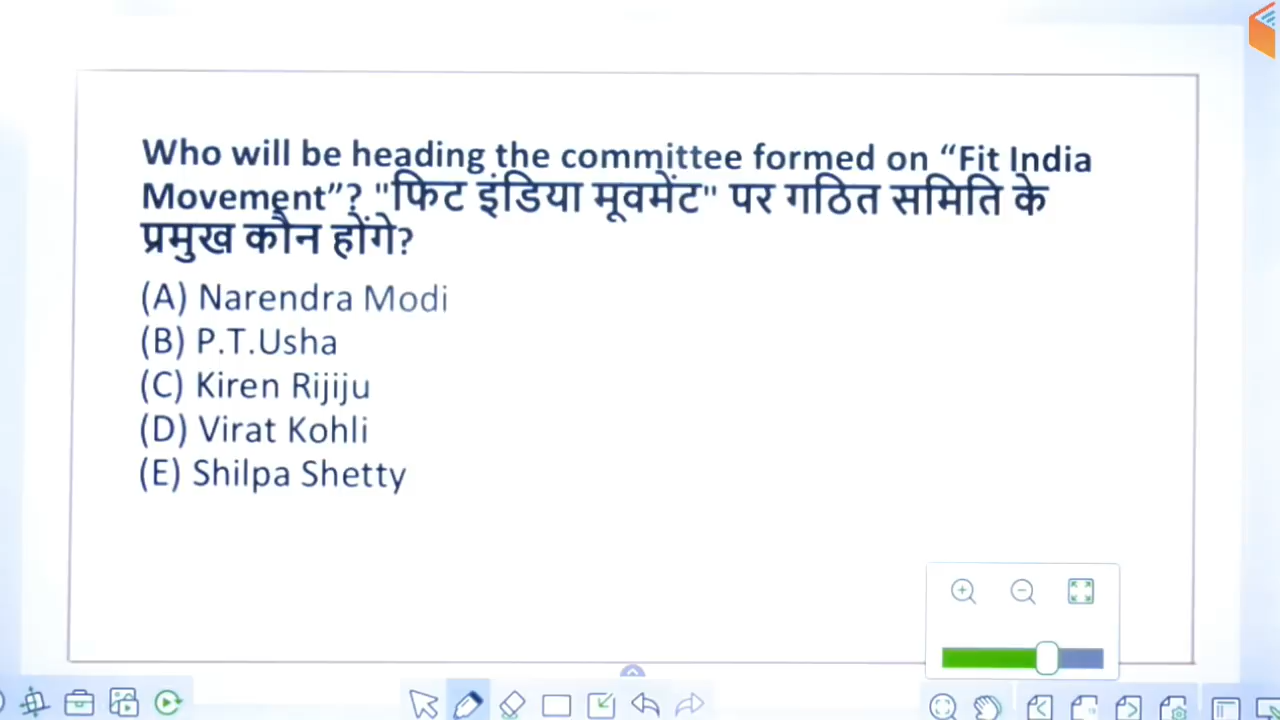 Who will be heading the committee formed on “Fit India
Movement”? "फिट इंडिया मूवमेंट" पर गठित समिति के
प्रमुख कौन होंगे?
(A) Narendra Modi
(B) P.T.Usha
(C) Kiren Rijiju
(D) Virat Kohli
(E) Shilpa Shetty